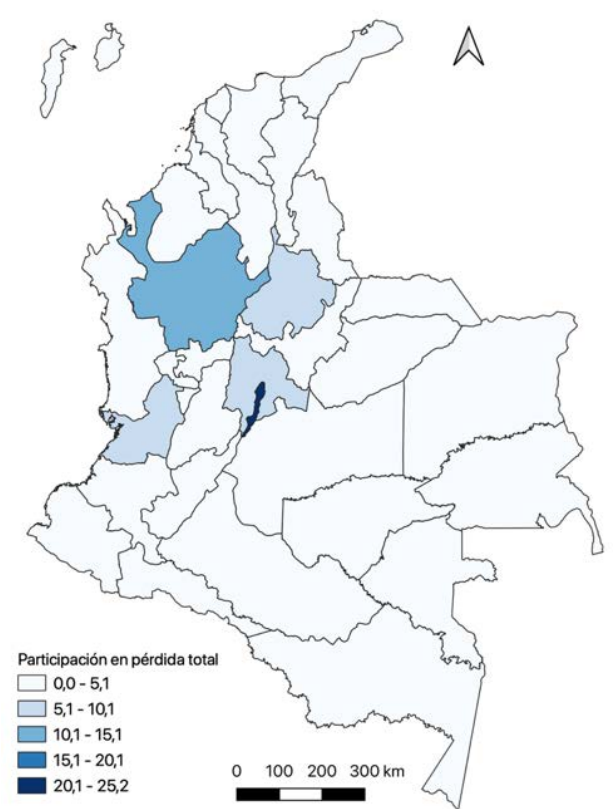 Participación en pérdida total
0,0 - 5,1
5,1 - 10,1
10,1 - 15,1
15,1 - 20,1
20,1 - 25,2
0 100 200 300 km